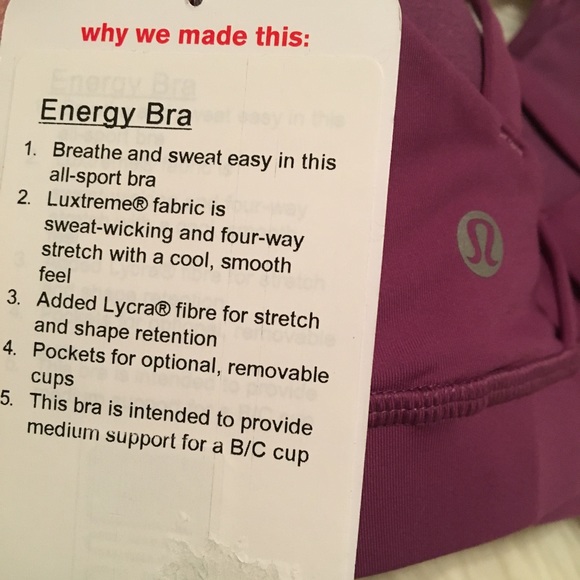 why we made this:
Energy Bra
1. Breathe and sweat easy in this
all-sport bra
2. Luxtreme® fabric is
sweat-wicking and four-way
stretch with a cool, smooth
feel
3. Added Lycra® fibre for stretch
and shape retention
4. Pockets for optional, removable
cups
5. This bra is intended to provide
medium support for a B/C cup